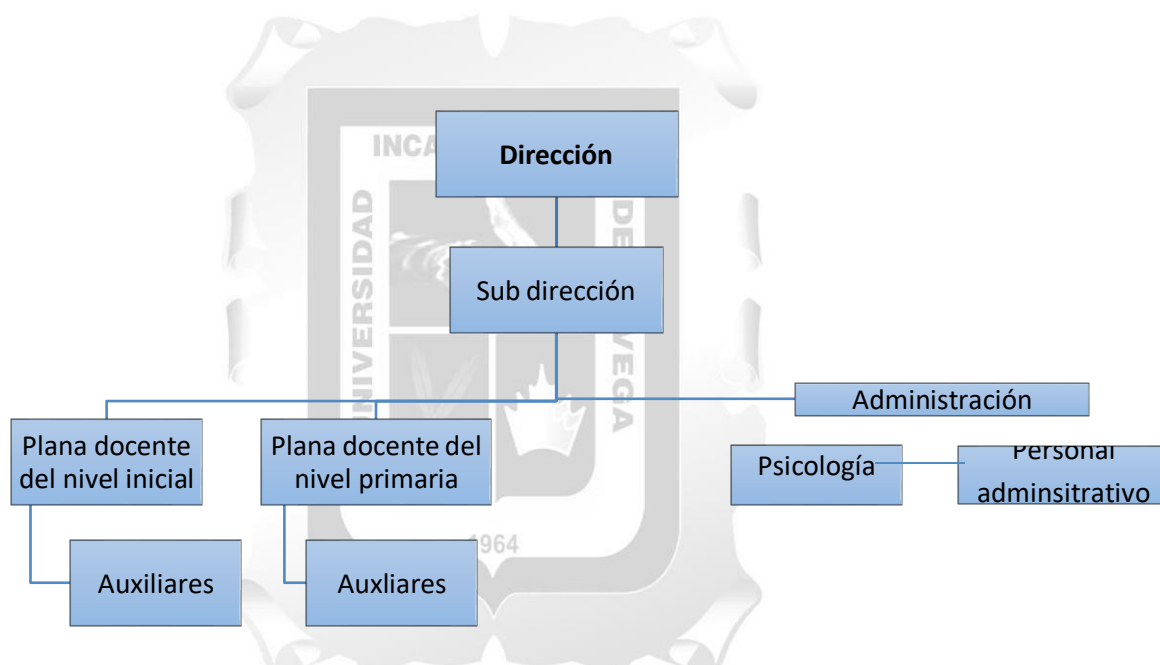 INCA
UNIVERSIDAD
DE
VEGA
1964
Dirección
Sub dirección
Administración
Plana docente
del nivel inicial
Plana docente del
nivel primaria
Psicología
Personal
adminsitrativo
Auxiliares
Auxliares